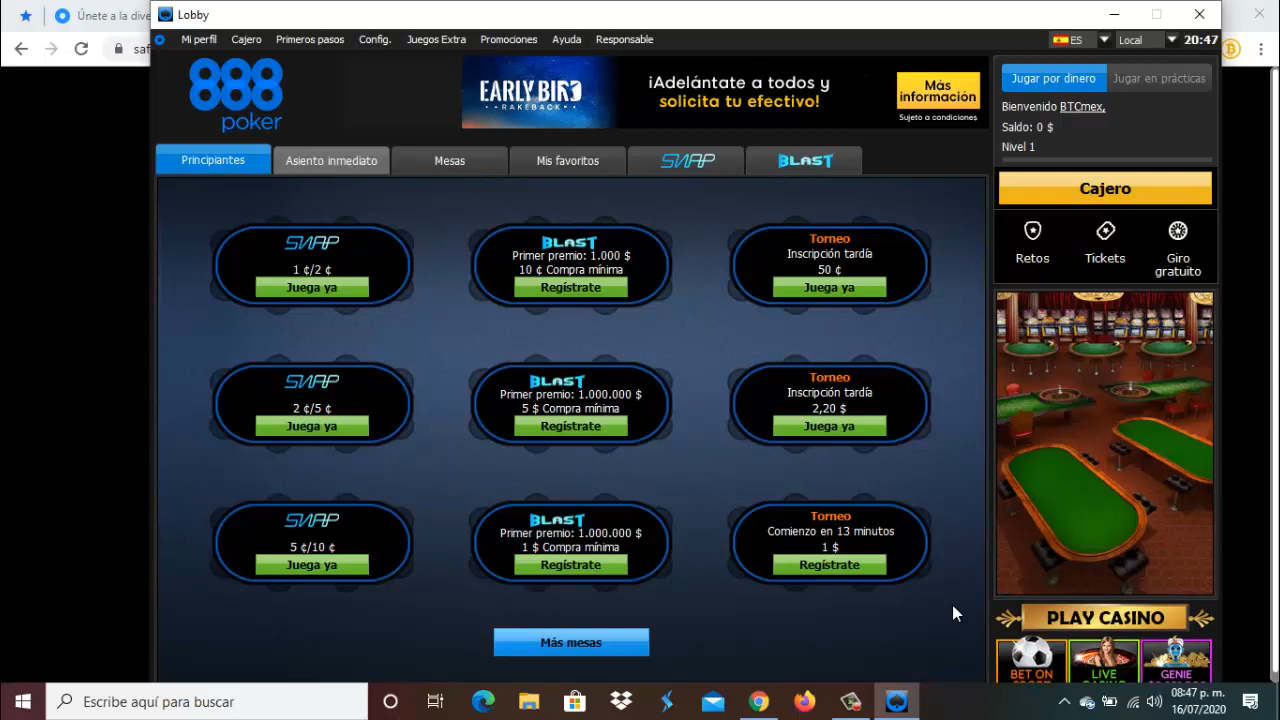 Únete a la dive
saf
Lobby
Mi perfil Cajero Primeros pasos Config. Juegos Extra Promociones Ayuda Responsable
ES Local 20:47
888
poker
EARLY BIRD
RAKEBACK
¡Adelántate a todos y
solicita tu efectivo!
Más
información
Sujeto a condiciones
Jugar por dinero Jugar en prácticas
Bienvenido BTCmex,
Saldo: 0 $
Nivel 1
Cajero
Retos Tickets Giro
gratuito
Principiantes Asiento inmediato Mesas Mis favoritos SNAP BLAST
SNAP
1 ¢/2 ¢
Juega ya
BLAST
Primer premio: 1.000 $
10 ¢ Compra mínima
Regístrate
Torneo
Inscripción tardía
50 ¢
Juega ya
SNAP
2 ¢/5 ¢
Juega ya
BLAST
Primer premio: 1.000.000 $
5 $ Compra mínima
Regístrate
Torneo
Inscripción tardía
2,20 $
Juega ya
SNAP
5 ¢/10 ¢
Juega ya
BLAST
Primer premio: 1.000.000 $
1 $ Compra mínima
Regístrate
Torneo
Comienzo en 13 minutos
1 $
Regístrate
Más mesas
PLAY CASINO
BET ON
LIVE
GENIE
Escribe aquí para buscar
08:47 p. m.
16/07/2020